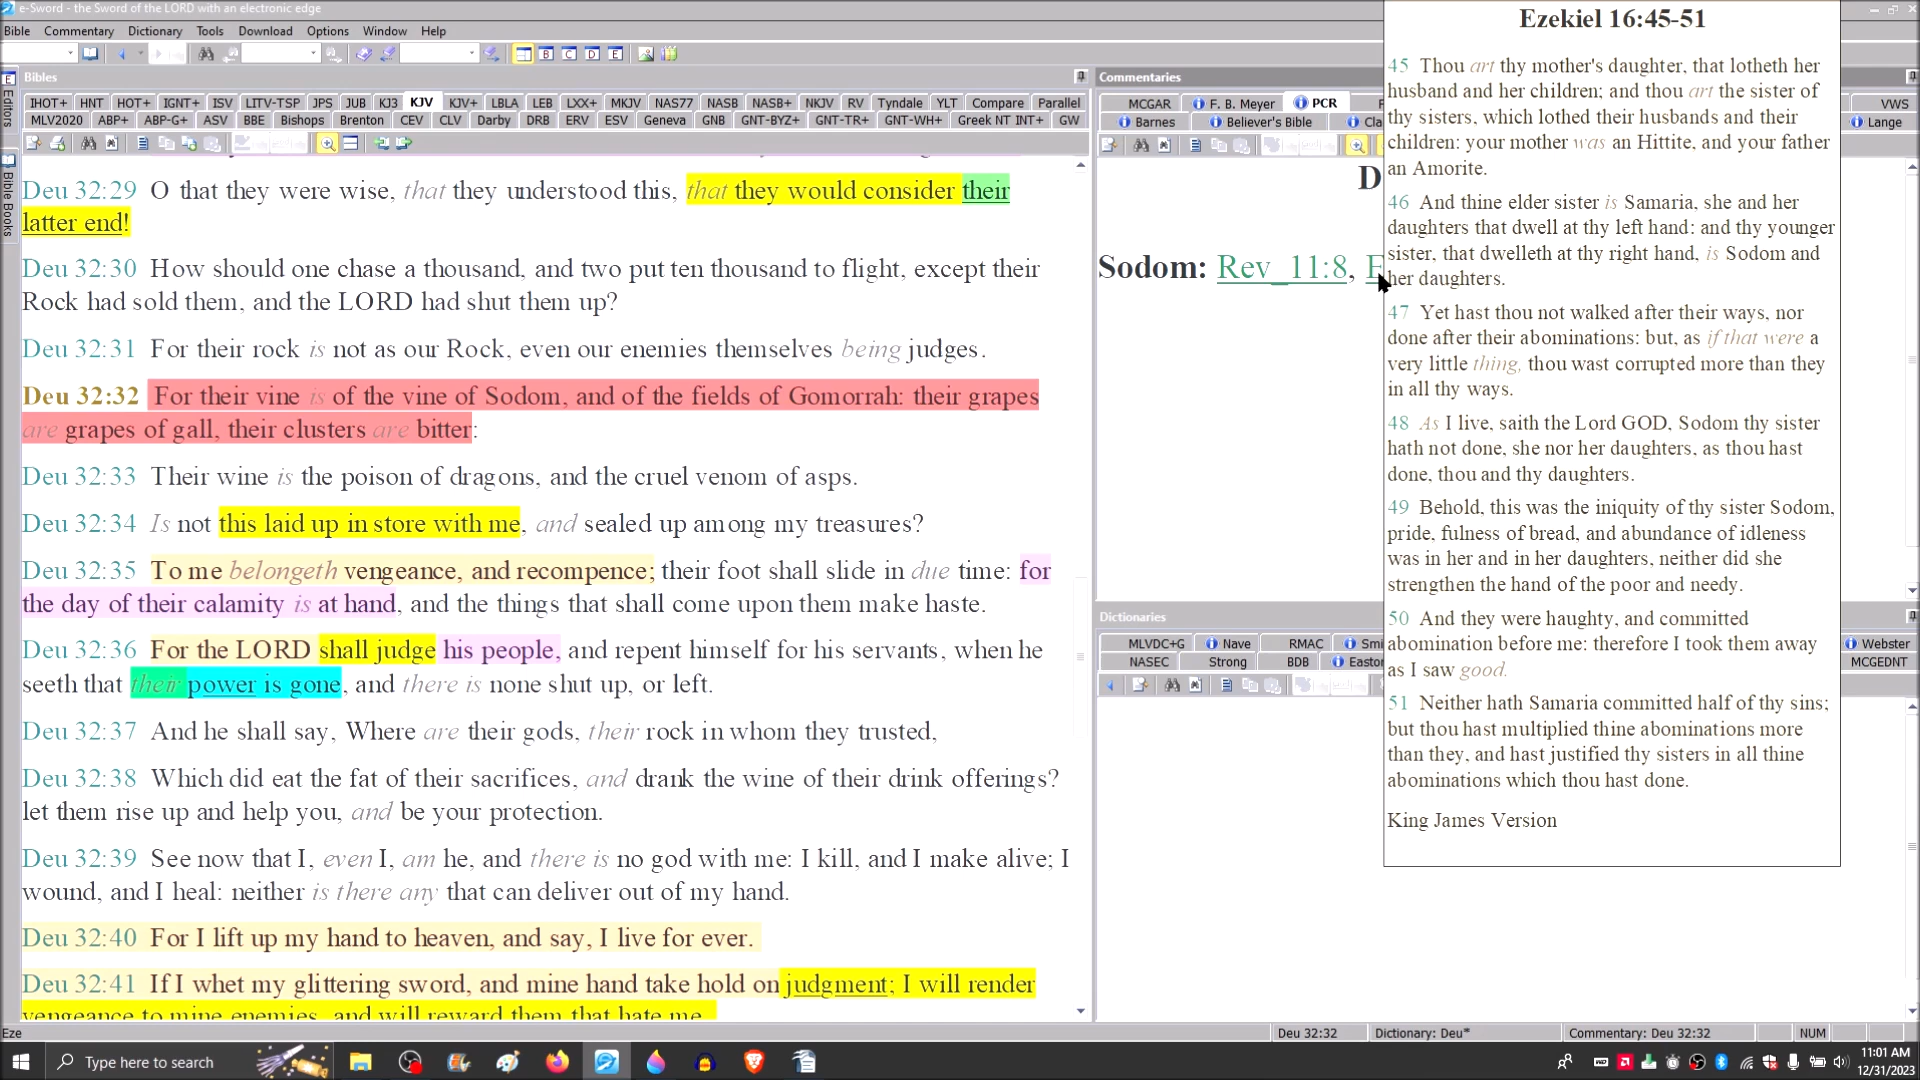 e-Sword - the Sword of the LORD with an electronic edge
Bible Commentary Dictionary Tools Download Options Window Help
B C D E
Editors
Bible Books
Bibles
IHOT+ HNT HOT+ IGNT+ ISV LITV-TSP JPS JUB KJ3 KJV KJV+ LBLA LEB LXX+ MKJV NAS77 NASB NASB+ NKJV RV Tyndale YLT Compare Parallel
MLV2020 ABP+ ABP-G+ ASV BBE Bishops Brenton CEV CLV Darby DRB ERV ESV Geneva GNB GNT-BYZ+ GNT-TR+ GNT-WH+ Greek NT INT+ GW
Deu 32:29 O that they were wise, that they understood this, that they would consider their
latter end!
Deu 32:30 How should one chase a thousand, and two put ten thousand to flight, except their
Rock had sold them, and the LORD had shut them up?
Deu 32:31 For their rock is not as our Rock, even our enemies themselves being judges.
Deu 32:32 For their vine is of the vine of Sodom, and of the fields of Gomorrah: their grapes
are grapes of gall, their clusters are bitter:
Deu 32:33 Their wine is the poison of dragons, and the cruel venom of asps.
Deu 32:34 Is not this laid up in store with me, and sealed up among my treasures?
Deu 32:35 To me belongeth vengeance, and recompence; their foot shall slide in due time: for
the day of their calamity is at hand, and the things that shall come upon them make haste.
Deu 32:36 For the LORD shall judge his people, and repent himself for his servants, when he
seeth that their power is gone, and there is none shut up, or left.
Deu 32:37 And he shall say, Where are their gods, their rock in whom they trusted,
Deu 32:38 Which did eat the fat of their sacrifices, and drank the wine of their drink offerings?
let them rise up and help you, and be your protection.
Deu 32:39 See now that I, even I, am he, and there is no god with me: I kill, and I make alive; I
wound, and I heal: neither is there any that can deliver out of my hand.
Deu 32:40 For I lift up my hand to heaven, and say, I live for ever.
Deu 32:41 If I whet my glittering sword, and mine hand take hold on judgment; I will render
vengeance to mine enemies, and will reward them that hate me.
Commentaries
MCGAR F. B. Meyer PCR VWS
Barnes Believer's Bible Lange
D
Sodom: Rev_11:8, E
Dictionaries
MLVDC+G Nave RMAC Webster
NASEC Strong BDB MCGEDNT
Ezekiel 16:45-51
45 Thou art thy mother's daughter, that lotheth her
husband and her children; and thou art the sister of
thy sisters, which lothed their husbands and their
children: your mother was an Hittite, and your father
an Amorite.
46 And thine elder sister is Samaria, she and her
daughters that dwell at thy left hand: and thy younger
sister, that dwelleth at thy right hand, is Sodom and
her daughters.
47 Yet hast thou not walked after their ways, nor
done after their abominations: but, as if that were a
very little thing, thou wast corrupted more than they
in all thy ways.
48 As I live, saith the Lord GOD, Sodom thy sister
hath not done, she nor her daughters, as thou hast
done, thou and thy daughters.
49 Behold, this was the iniquity of thy sister Sodom,
pride, fulness of bread, and abundance of idleness
was in her and in her daughters, neither did she
strengthen the hand of the poor and needy.
50 And they were haughty, and committed
abomination before me: therefore I took them away
as I saw good.
51 Neither hath Samaria committed half of thy sins;
but thou hast multiplied thine abominations more
than they, and hast justified thy sisters in all thine
abominations which thou hast done.
King James Version
Eze
Deu 32:32 Dictionary: Deu* Commentary: Deu 32:32 NUM
Type here to search
11:01 AM
12/31/2023